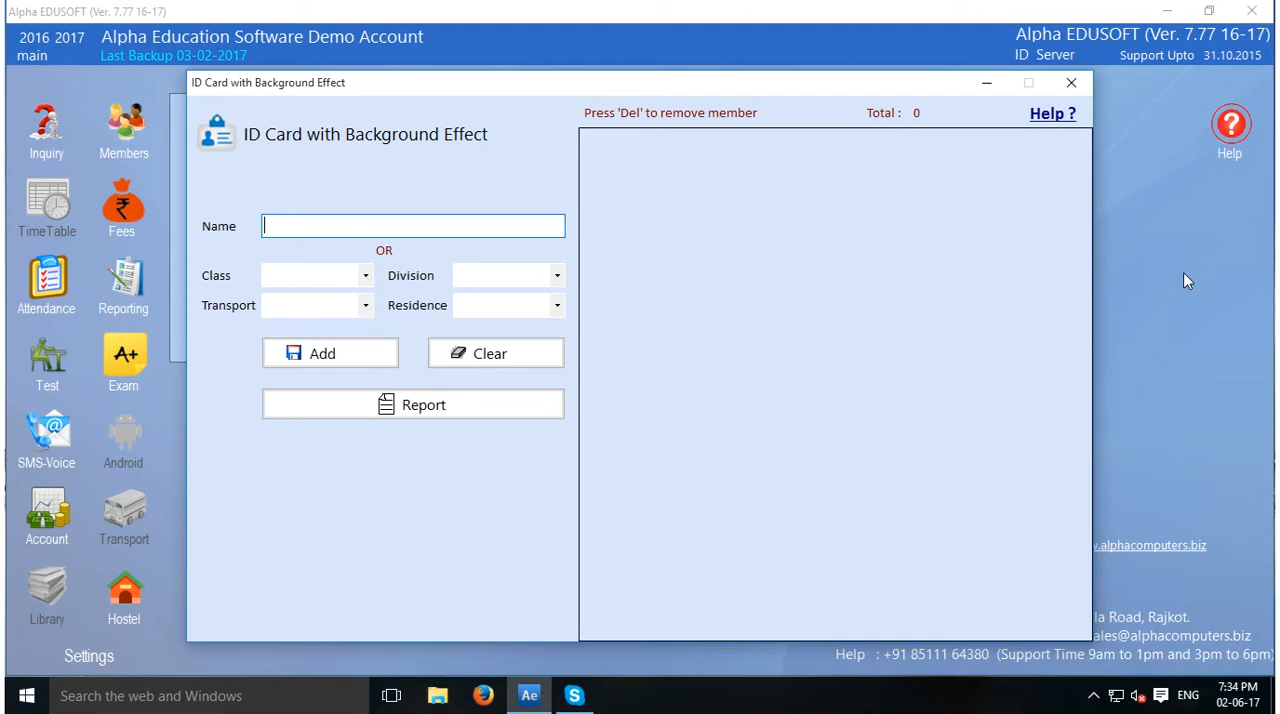 Alpha EDUSOFT (Ver. 7.77 16-17)
2016 2017 Alpha Education Software Demo Account Alpha EDUSOFT (Ver. 7.77 16-17)
main Last Backup 03-02-2017 ID Server Support Upto 31.10.2015
ID Card with Background Effect
Press 'Del' to remove member Total : 0 Help ?
ID Card with Background Effect
Inquiry Members Help
Name
TimeTable Fees
OR
Class Division
Transport Residence
Attendance Reporting
Add Clear
Test A+ Exam
Report
SMS-Voice Android
Account Transport
.alphacomputers.biz
Library Hostel
la Road, Rajkot.
ales@alphacomputers.biz
Settings Help : +91 85111 64380 (Support Time 9am to 1pm and 3pm to 6pm)
Search the web and Windows Ae S ENG 7:34 PM
02-06-17